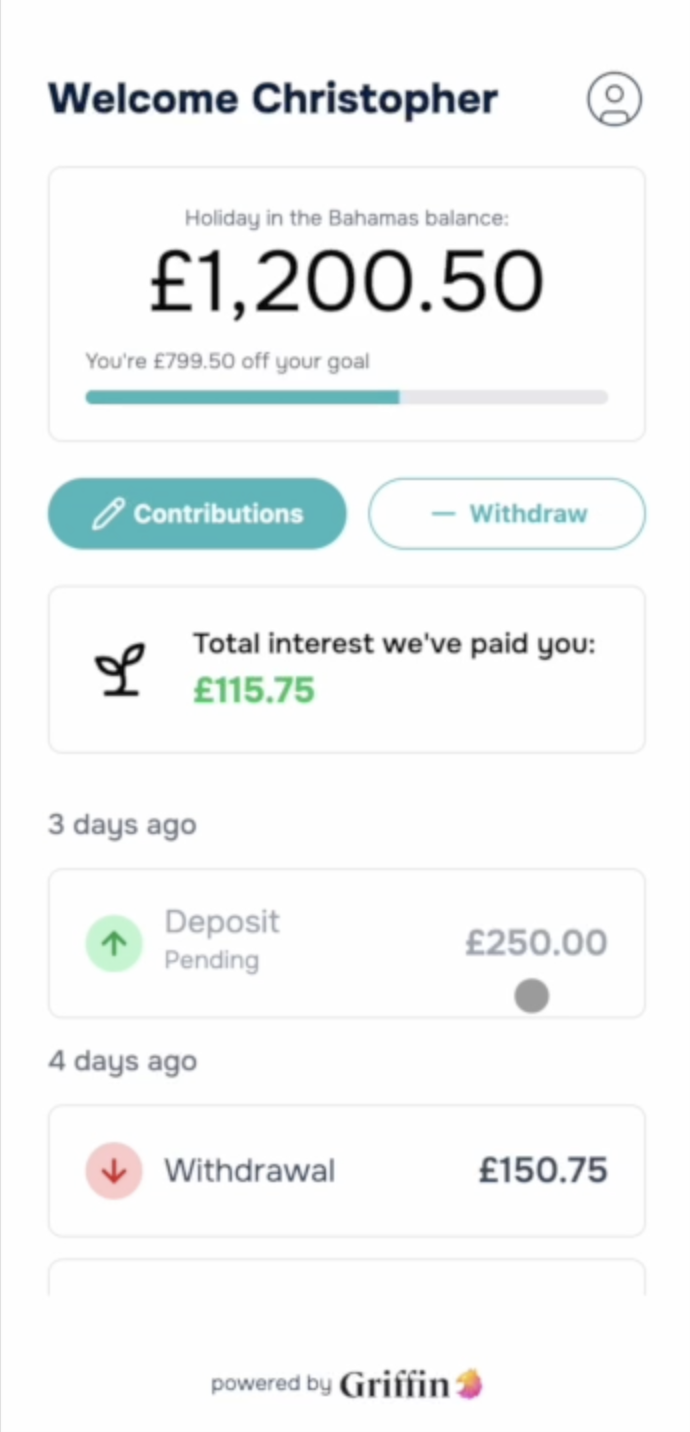 Welcome Christopher
Holiday in the Bahamas balance:
£1,200.50
You're £799.50 off your goal
Contributions
Withdraw
Total interest we've paid you:
£115.75
3 days ago
Deposit
Pending
£250.00
4 days ago
Withdrawal £150.75
powered by Griffin